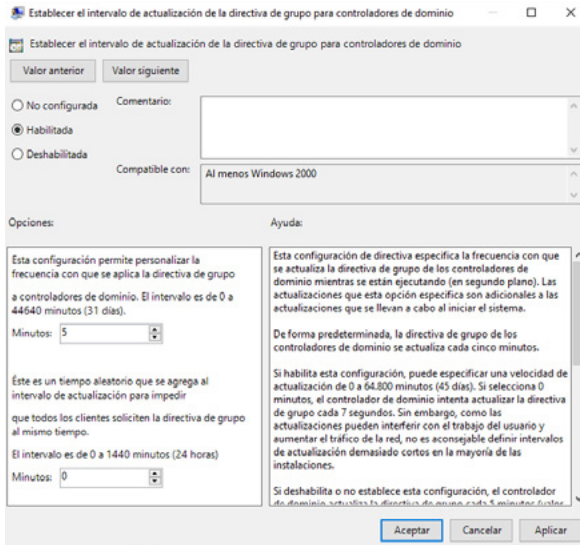 Establecer el intervalo de actualización de la directiva de grupo para controladores de dominio
Establecer el intervalo de actualización de la directiva de grupo para controladores de dominio
Valor anterior
Valor siguiente
No configurada
Comentario:
Habilitada
Deshabilitada
Compatible con:
Al menos Windows 2000
Opciones:
Ayuda:
Esta configuración permite personalizar la
frecuencia con que se aplica la directiva de grupo
a controladores de dominio. El intervalo es de 0 a
44640 minutos (31 días).
Minutos: 5
Éste es un tiempo aleatorio que se agrega al
intervalo de actualización para impedir
que todos los clientes soliciten la directiva de grupo
al mismo tiempo.
El intervalo es de 0 a 1440 minutos (24 horas)
Minutos: 0
Esta configuración de directiva especifica la frecuencia con que
se actualiza la directiva de grupo de los controladores de
dominio mientras se están ejecutando (en segundo plano). Las
actualizaciones que esta opción especifica son adicionales a las
actualizaciones que se llevan a cabo al iniciar el sistema.
De forma predeterminada, la directiva de grupo de los
controladores de dominio se actualiza cada cinco minutos.
Si habilita esta configuración, puede especificar una velocidad de
actualización de 0 a 64.800 minutos (45 días). Si selecciona 0
minutos, el controlador de dominio intenta actualizar la directiva
de grupo cada 7 segundos. Sin embargo, como las
actualizaciones pueden interferir con el trabajo del usuario y
aumentar el tráfico de la red, no es aconsejable definir intervalos
de actualización demasiado cortos en la mayoría de las
instalaciones.
Si deshabilita o no establece esta configuración, el controlador
de dominio actualiza la directiva de grupo cada 5 minutos (valor
Aceptar
Cancelar
Aplicar